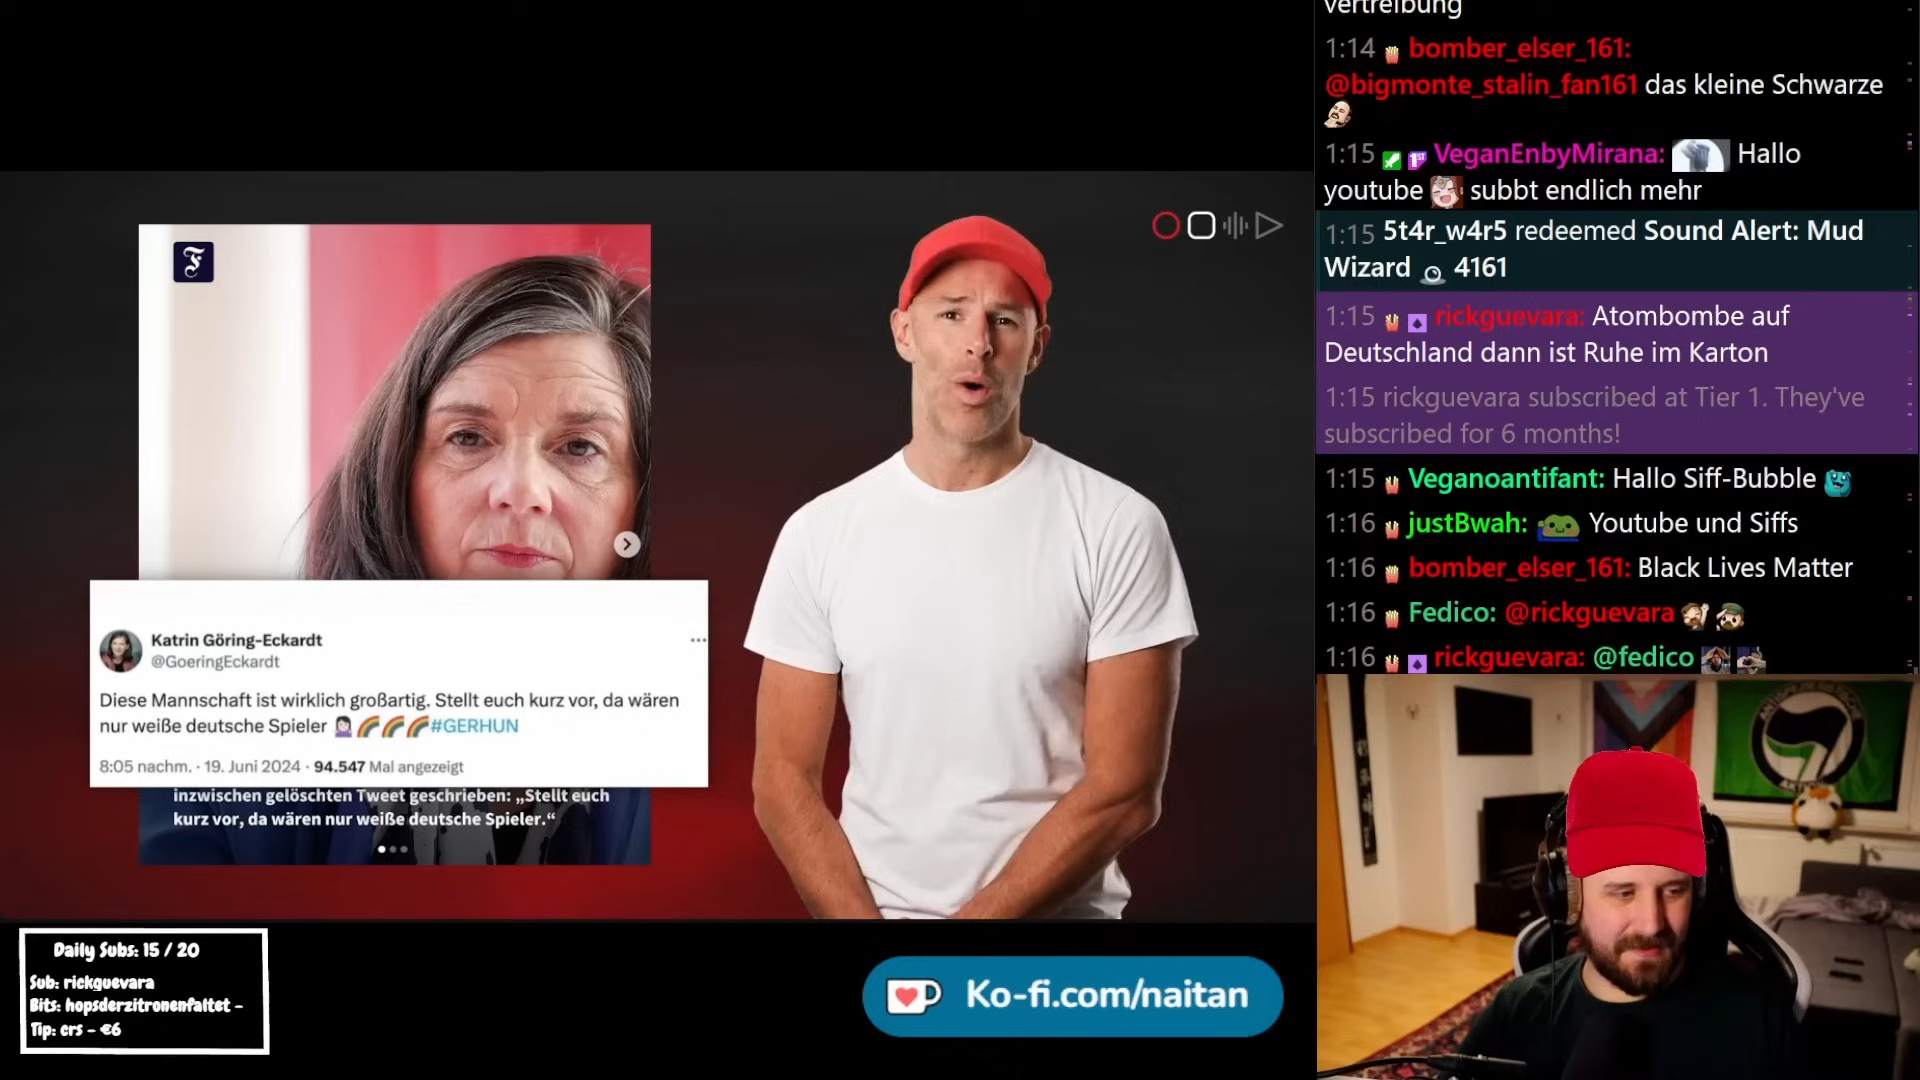 F
Katrin Göring-Eckardt
@GoeringEckardt
Diese Mannschaft ist wirklich großartig. Stellt euch kurz vor, da wären
nur weiße deutsche Spieler #GERHUN
8:05 nachm. · 19. Juni 2024 · 94.547 Mal angezeigt
inzwischen gelöschten Tweet geschrieben: „Stellt euch
kurz vor, da wären nur weiße deutsche Spieler.“
Daily Subs: 15 / 20
Sub: rickguevara
Bits: hopsderzitronenfaltet -
Tip: crs - €6
Ko-fi.com/naitan
vertreibung
1:14 bomber_elser_161:
@bigmonte_stalin_fan161 das kleine Schwarze
1:15 VeganEnbyMirana: Hallo
youtube subbt endlich mehr
1:15 5t4r_w4r5 redeemed Sound Alert: Mud
Wizard 4161
1:15 rickguevara: Atombombe auf
Deutschland dann ist Ruhe im Karton
1:15 rickguevara subscribed at Tier 1. They've
subscribed for 6 months!
1:15 Veganoantifant: Hallo Siff-Bubble
1:16 justBwah: Youtube und Siffs
1:16 bomber_elser_161: Black Lives Matter
1:16 Fedico: @rickguevara
1:16 rickguevara: @fedico